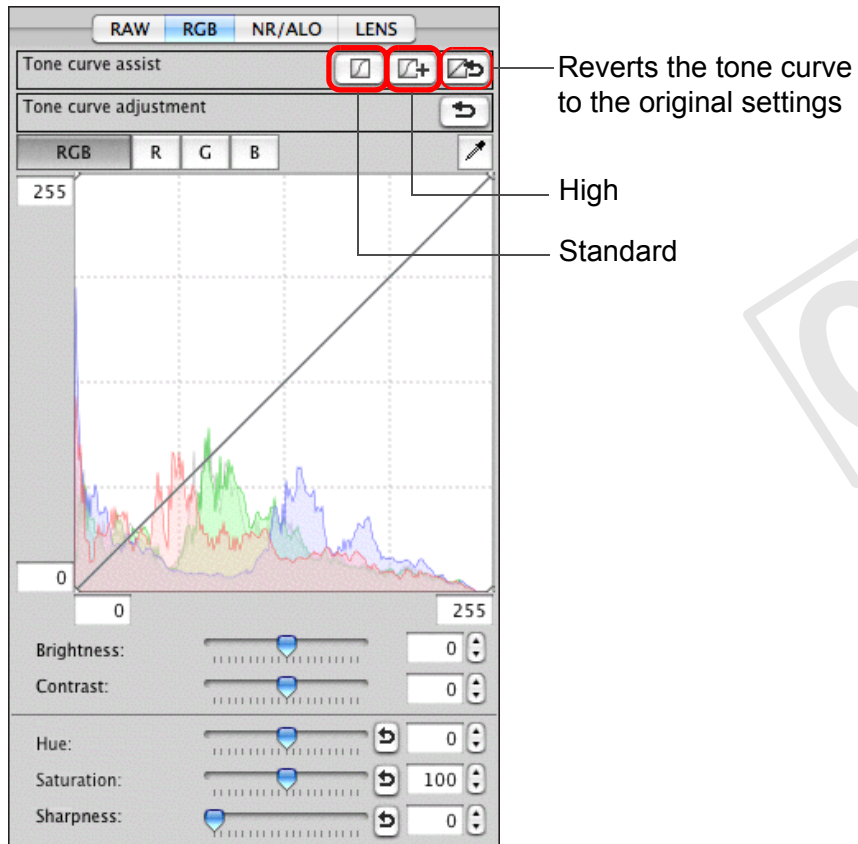 RAW RGB NR/ALO LENS
Tone curve assist
Reverts the tone curve
to the original settings
Tone curve adjustment
RGB R G B
255
High
Standard
0
0 255
Brightness: 0
Contrast: 0
Hue: 0
Saturation: 100
Sharpness: 0